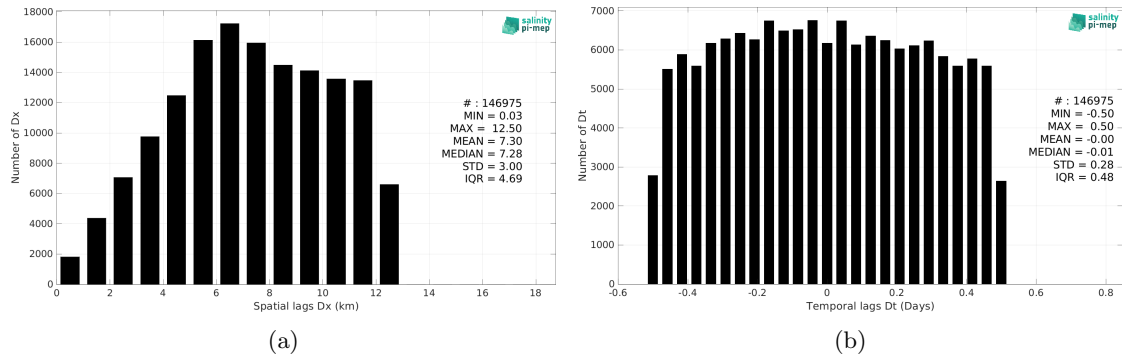 18000
16000
14000
12000
10000
8000
6000
4000
2000
0
Number of Dx
0 2 4 6 8 10 12 14 16 18
Spatial lags Dx (km)
salinity
pi-mep
# : 146975
MIN = 0.03
MAX = 12.50
MEAN = 7.30
MEDIAN = 7.28
STD = 3.00
IQR = 4.69
(a)
7000
6000
5000
4000
3000
2000
1000
0
Number of Dt
-0.6 -0.4 -0.2 0 0.2 0.4 0.6 0.8
Temporal lags Dt (Days)
salinity
pi-mep
# : 146975
MIN = -0.50
MAX = 0.50
MEAN = -0.00
MEDIAN = -0.01
STD = 0.28
IQR = 0.48
(b)